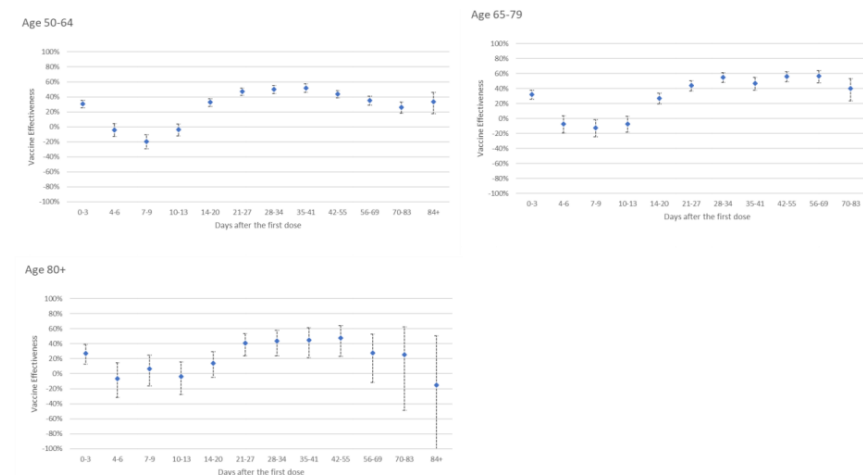 Age 50-64
100%
80%
60%
40%
20%
0%
-20%
-40%
-60%
-80%
-100%
Vaccine Effectiveness
0-3 4-6 7-9 10-13 14-20 21-27 28-34 35-41 42-55 56-69 70-83 84+
Days after the first dose
Age 65-79
100%
80%
60%
40%
20%
0%
-20%
-40%
-60%
-80%
-100%
Vaccine Effectiveness
0-3 4-6 7-9 10-13 14-20 21-27 28-34 35-41 42-55 56-69 70-83
Days after the first dose
Age 80+
100%
80%
60%
40%
20%
0%
-20%
-40%
-60%
-80%
-100%
Vaccine Effectiveness
0-3 4-6 7-9 10-13 14-20 21-27 28-34 35-41 42-55 56-69 70-83 84+
Days after the first dose